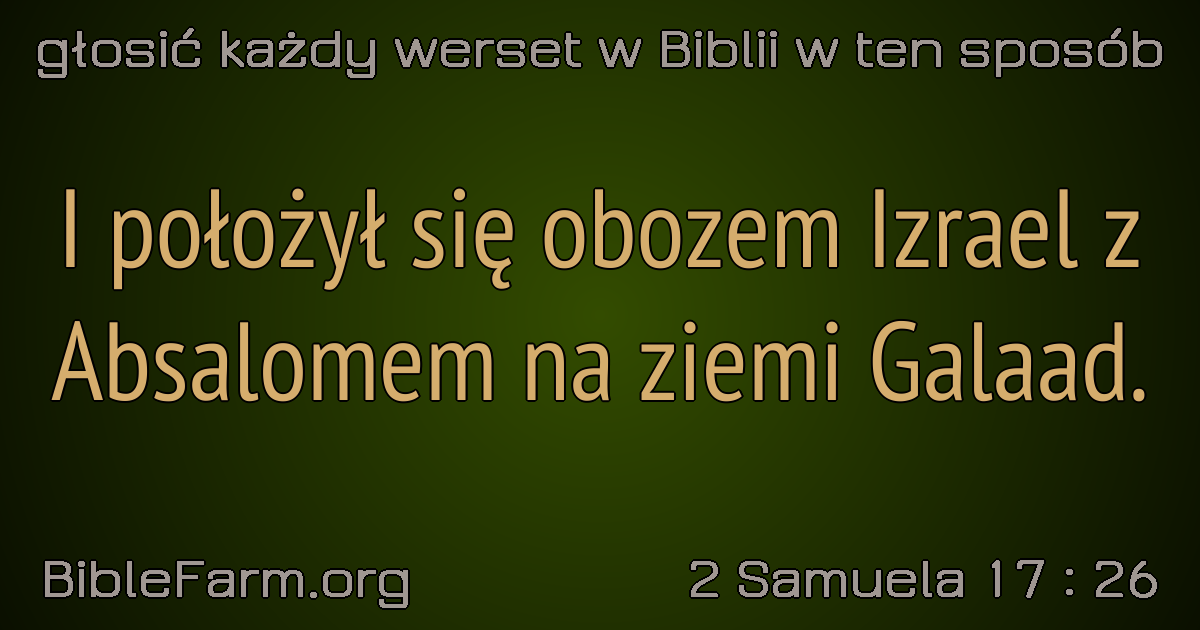 głosić każdy werset w Biblii w ten sposób
I położył się obozem Izrael z
Absalomem na ziemi Galaad.
BibleFarm.org
2 Samuela 17 : 26